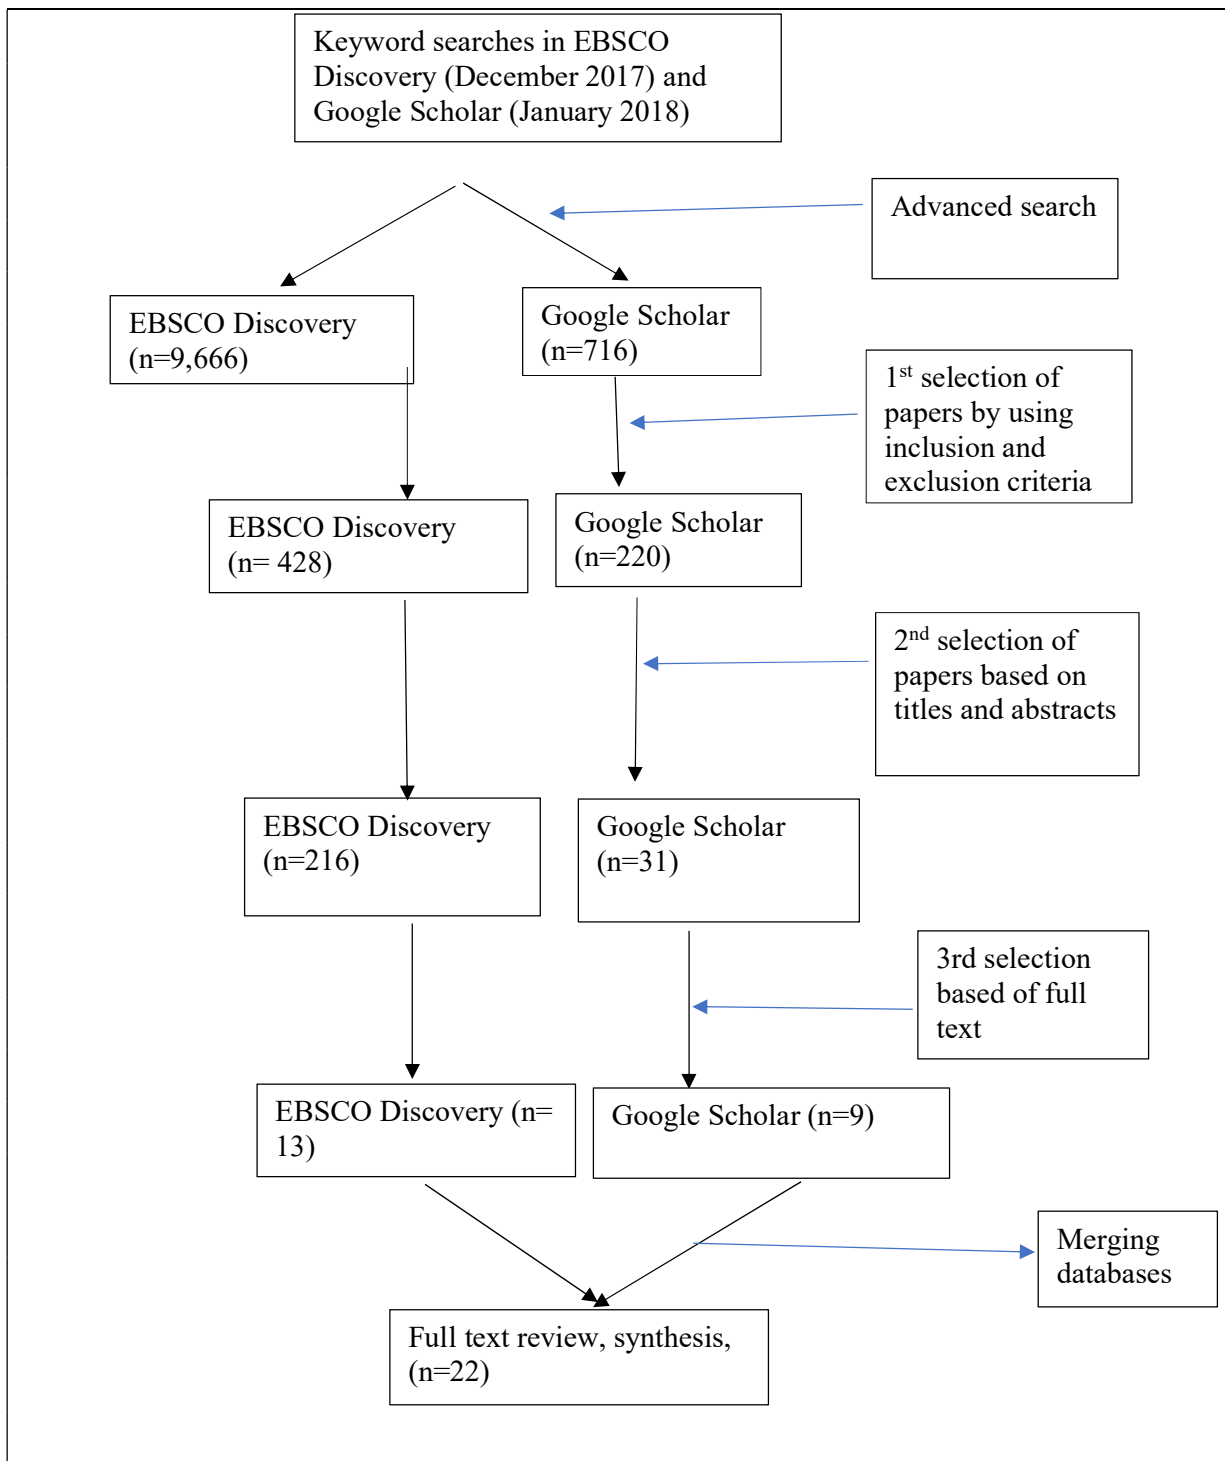 Keyword searches in EBSCO
Discovery (December 2017) and
Google Scholar (January 2018)
Advanced search
EBSCO Discovery
(n=9,666)
Google Scholar
(n=716)
1st selection of
papers by using
inclusion and
exclusion criteria
EBSCO Discovery
(n= 428)
Google Scholar
(n=220)
2nd selection of
papers based on
titles and abstracts
EBSCO Discovery
(n=216)
Google Scholar
(n=31)
3rd selection
based of full
text
EBSCO Discovery (n=
13)
Google Scholar (n=9)
Merging
databases
Full text review, synthesis,
(n=22)